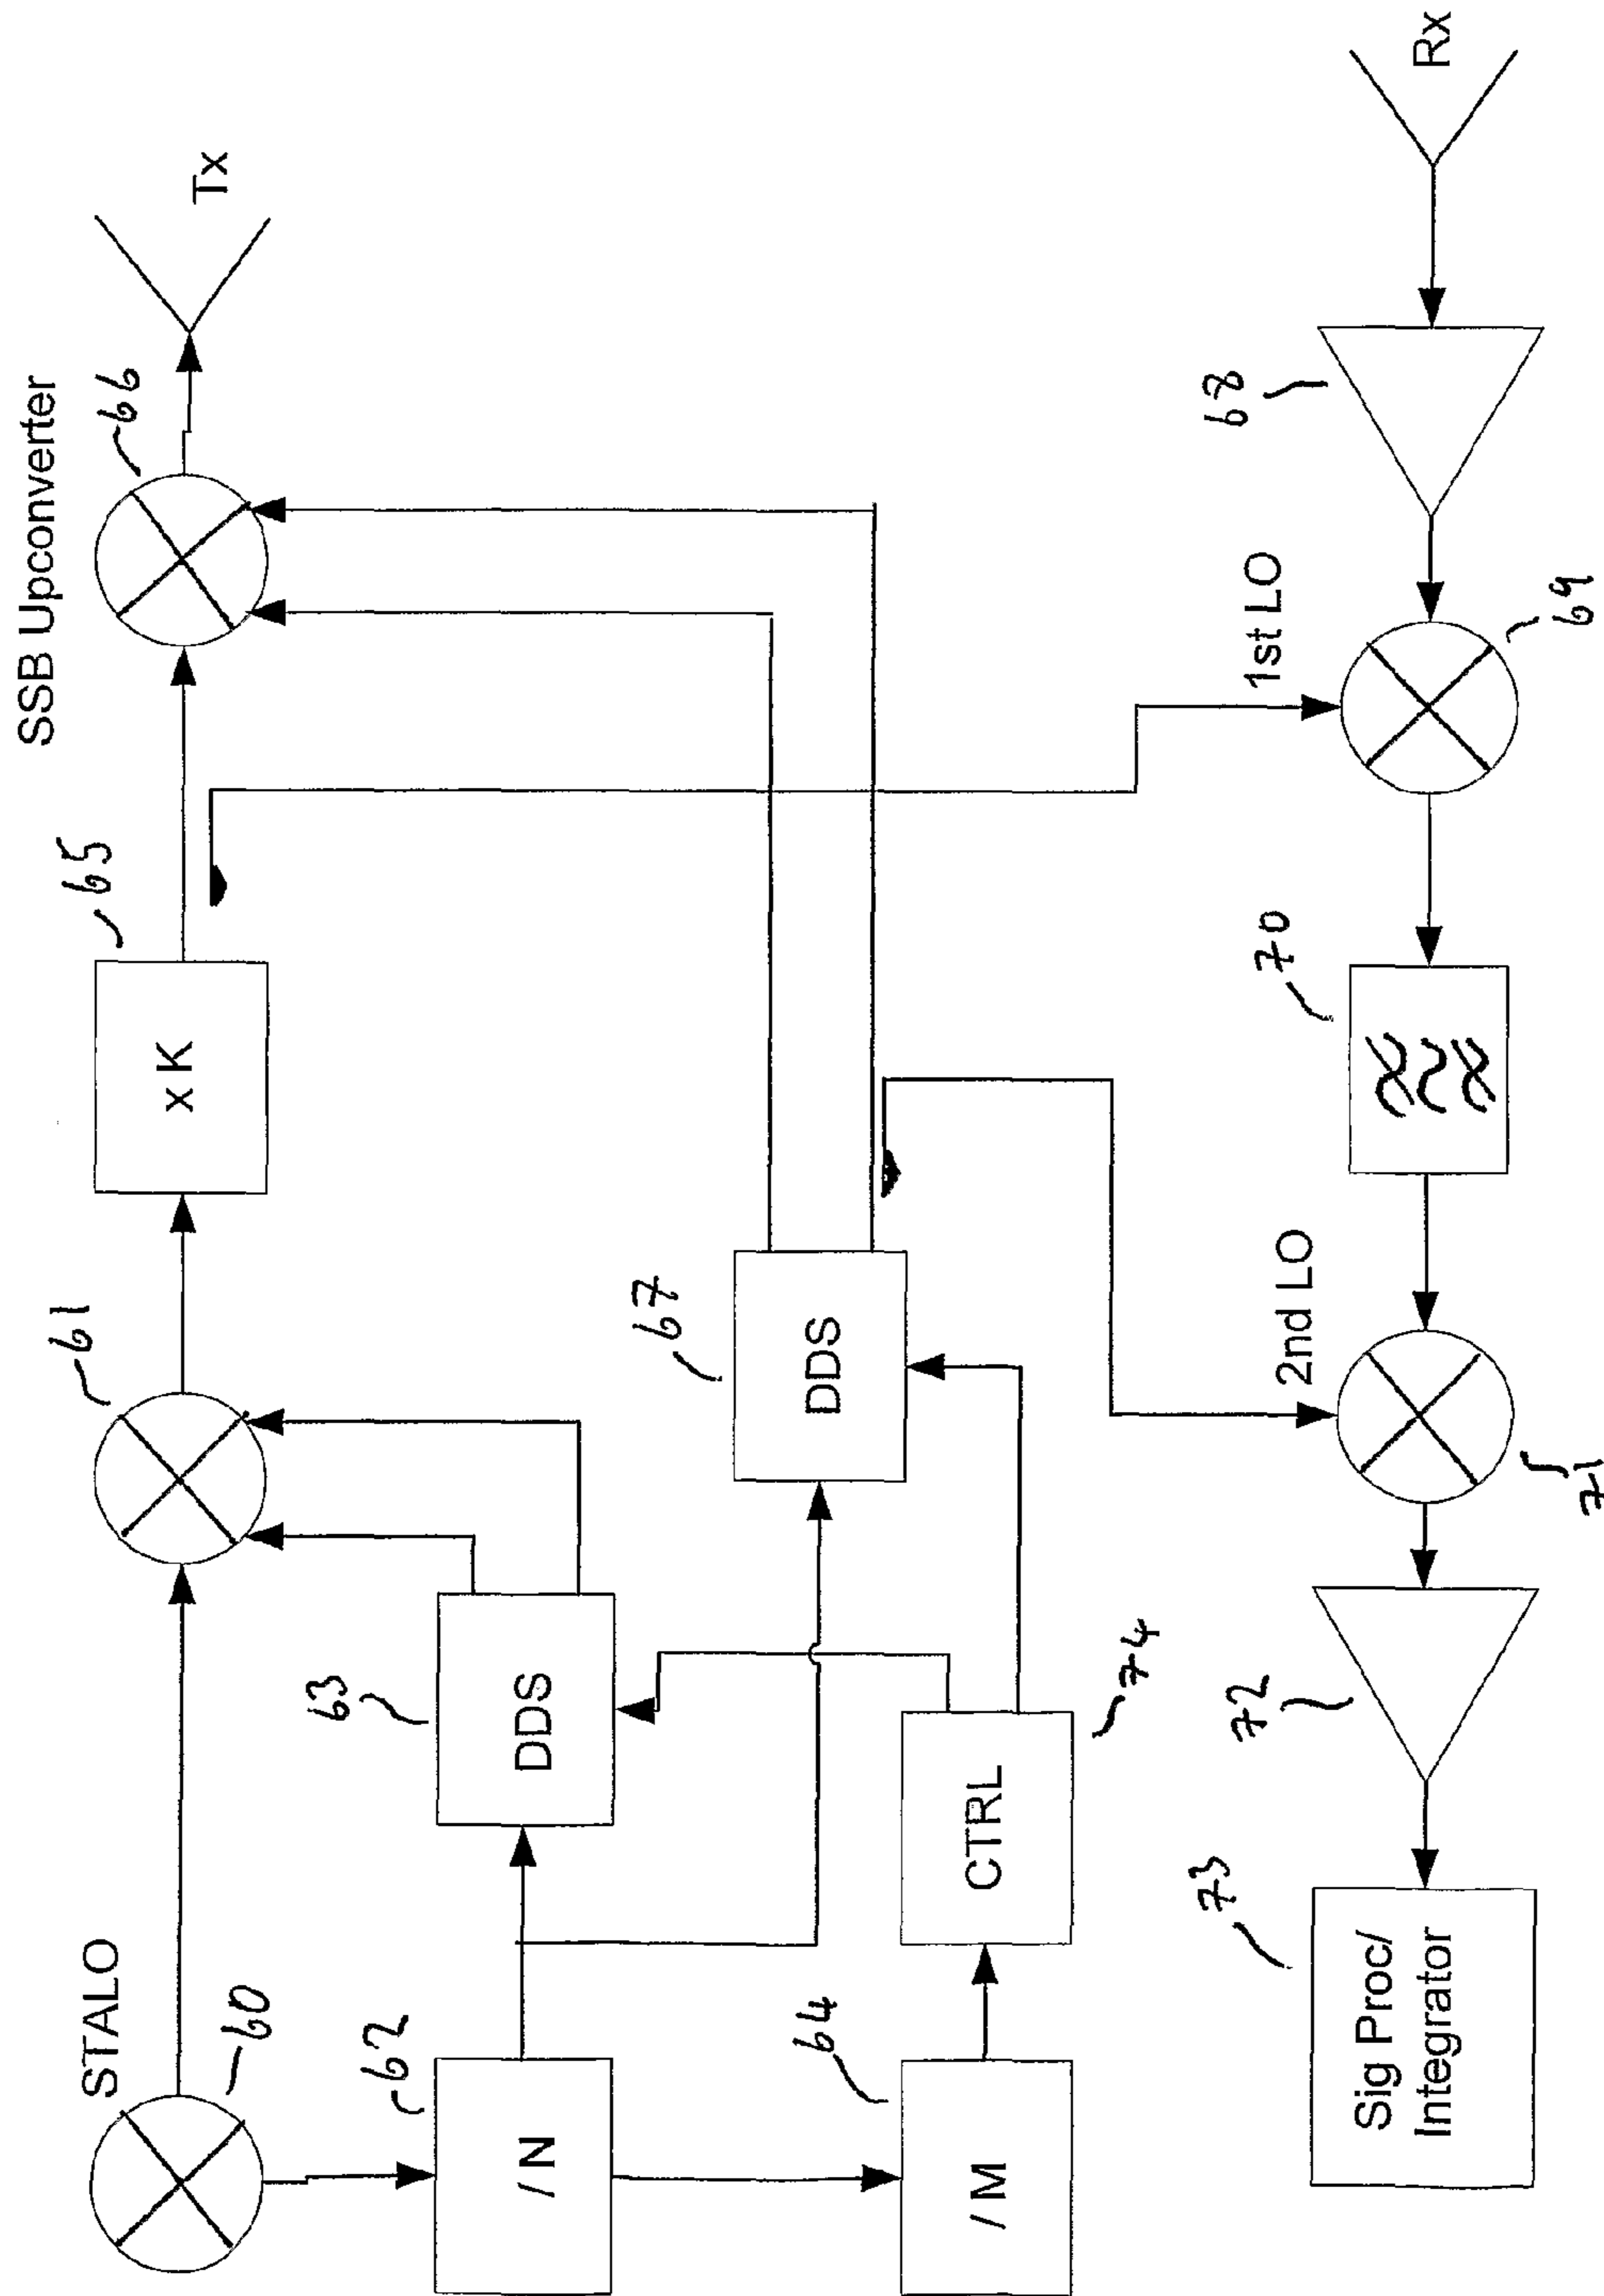 STALO
60
61
65
x K
SSB Upconverter
66
Tx
62
/ N
63
DDS
67
DDS
64
/ M
CTRL
74
73
Sig Proc/
Integrator
72
2nd LO
71
70
1st LO
69
68
Rx